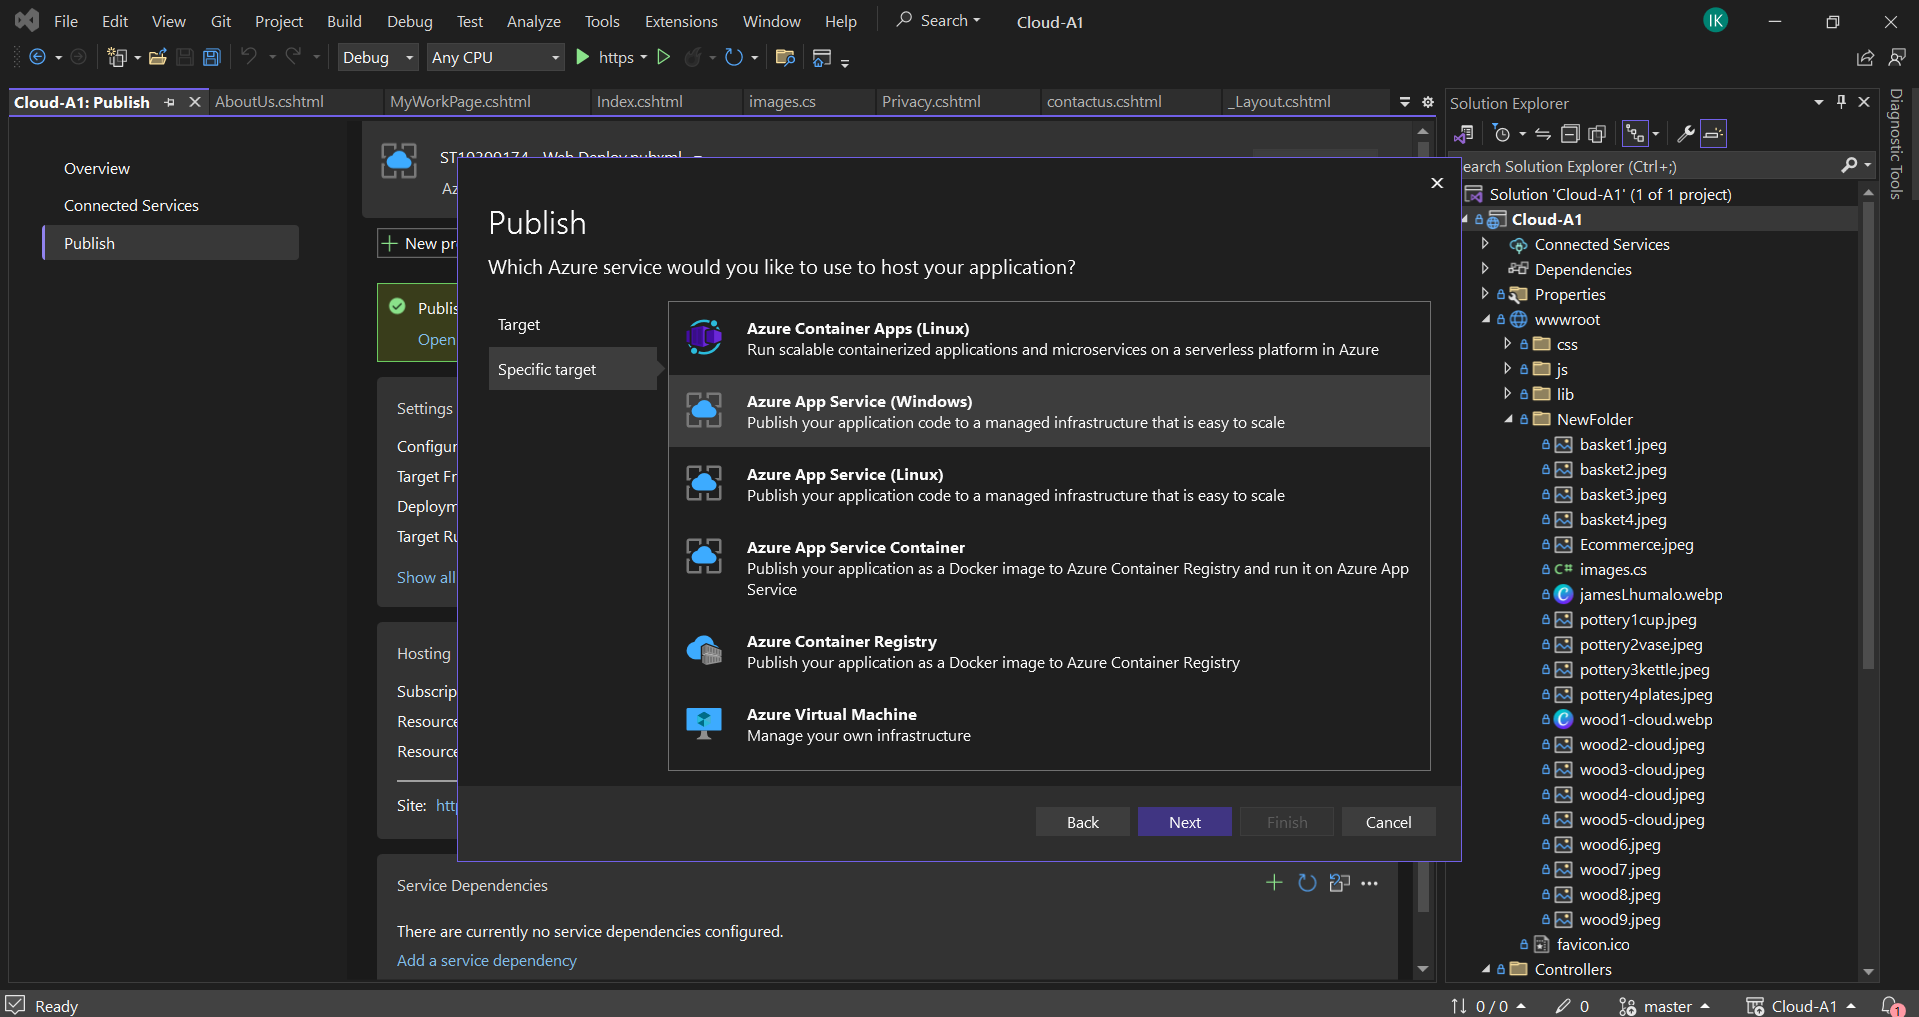 File Edit View Git Project Build Debug Test Analyze Tools Extensions Window Help Search Cloud-A1 IK
Debug Any CPU https
Cloud-A1: Publish AboutUs.cshtml MyWorkPage.cshtml Index.cshtml images.cs Privacy.cshtml contactus.cshtml _Layout.cshtml
Overview
Connected Services
Publish
Az
New pr
Publis
Open
Settings
Configur
Target Fr
Deploym
Target Ru
Show all
Hosting
Subscrip
Resource
Resource
Site: http
Service Dependencies
There are currently no service dependencies configured.
Add a service dependency
Publish
Which Azure service would you like to use to host your application?
Target
Specific target
Azure Container Apps (Linux)
Run scalable containerized applications and microservices on a serverless platform in Azure
Azure App Service (Windows)
Publish your application code to a managed infrastructure that is easy to scale
Azure App Service (Linux)
Publish your application code to a managed infrastructure that is easy to scale
Azure App Service Container
Publish your application as a Docker image to Azure Container Registry and run it on Azure App
Service
Azure Container Registry
Publish your application as a Docker image to Azure Container Registry
Azure Virtual Machine
Manage your own infrastructure
Back Next Finish Cancel
Solution Explorer
earch Solution Explorer (Ctrl+;)
Solution 'Cloud-A1' (1 of 1 project)
Cloud-A1
Connected Services
Dependencies
Properties
wwwroot
css
js
lib
NewFolder
basket1.jpeg
basket2.jpeg
basket3.jpeg
basket4.jpeg
Ecommerce.jpeg
C# images.cs
jamesLhumalo.webp
pottery1cup.jpeg
pottery2vase.jpeg
pottery3kettle.jpeg
pottery4plates.jpeg
wood1-cloud.webp
wood2-cloud.jpeg
wood3-cloud.jpeg
wood4-cloud.jpeg
wood5-cloud.jpeg
wood6.jpeg
wood7.jpeg
wood8.jpeg
wood9.jpeg
favicon.ico
Controllers
Diagnostic Tools
Ready
0 / 0 0 master Cloud-A1 1